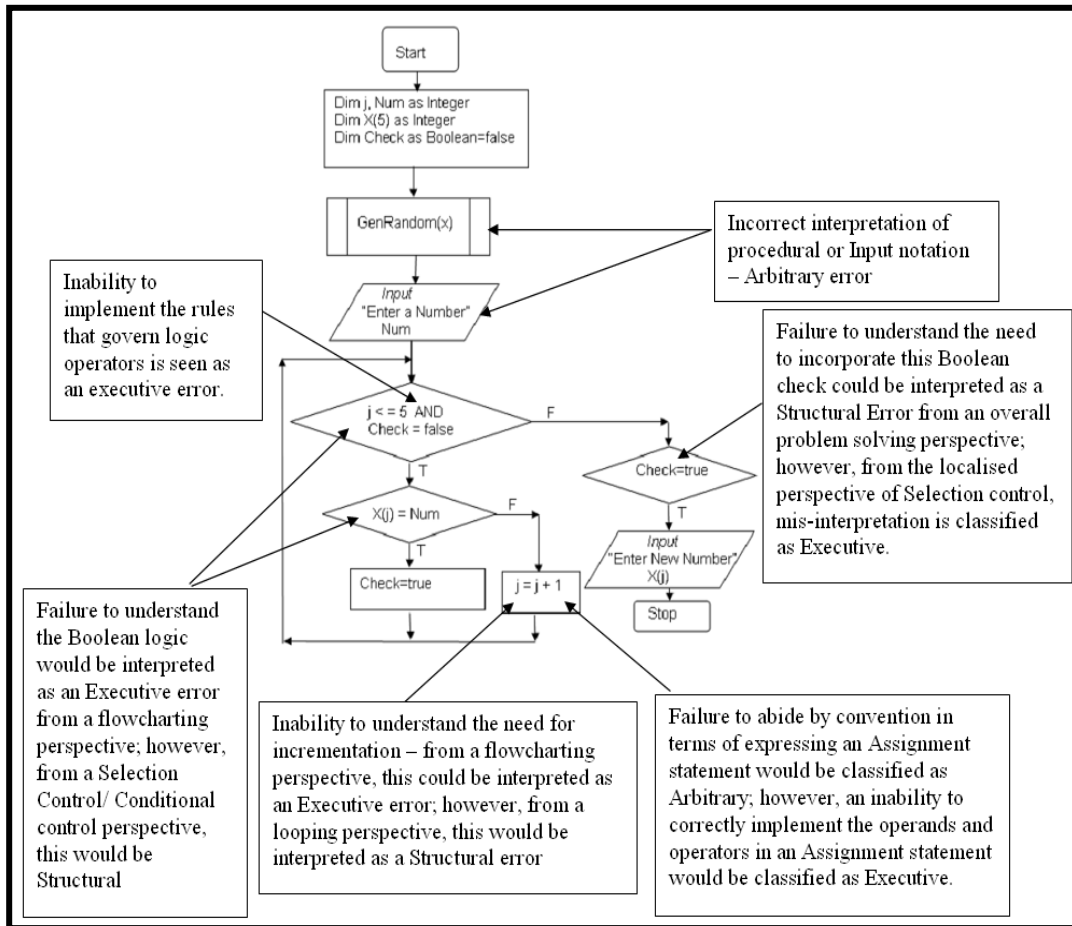 Start
Dim j, Num as Integer
Dim X(5) as Integer
Dim Check as Boolean=false
GenRandom(x)
Incorrect interpretation of
procedural or Input notation
– Arbitrary error
Inability to
implement the rules
that govern logic
operators is seen as
an executive error.
Input
"Enter a Number"
Num
Failure to understand the need
to incorporate this Boolean
check could be interpreted as a
Structural Error from an overall
problem solving perspective;
however, from the localised
perspective of Selection control,
mis-interpretation is classified
as Executive.
j < = 5 AND
Check = false
F
T
Check=true
T
X(j) = Num
F
T
Input
"Enter New Number"
X(j)
Check=true
j = j + 1
Stop
Failure to understand
the Boolean logic
would be interpreted
as an Executive error
from a flowcharting
perspective; however,
from a Selection
Control/ Conditional
control perspective,
this would be
Structural
Inability to understand the need for
incrementation – from a flowcharting
perspective, this could be interpreted as
an Executive error; however, from a
looping perspective, this would be
interpreted as a Structural error
Failure to abide by convention in
terms of expressing an Assignment
statement would be classified as
Arbitrary; however, an inability to
correctly implement the operands and
operators in an Assignment statement
would be classified as Executive.